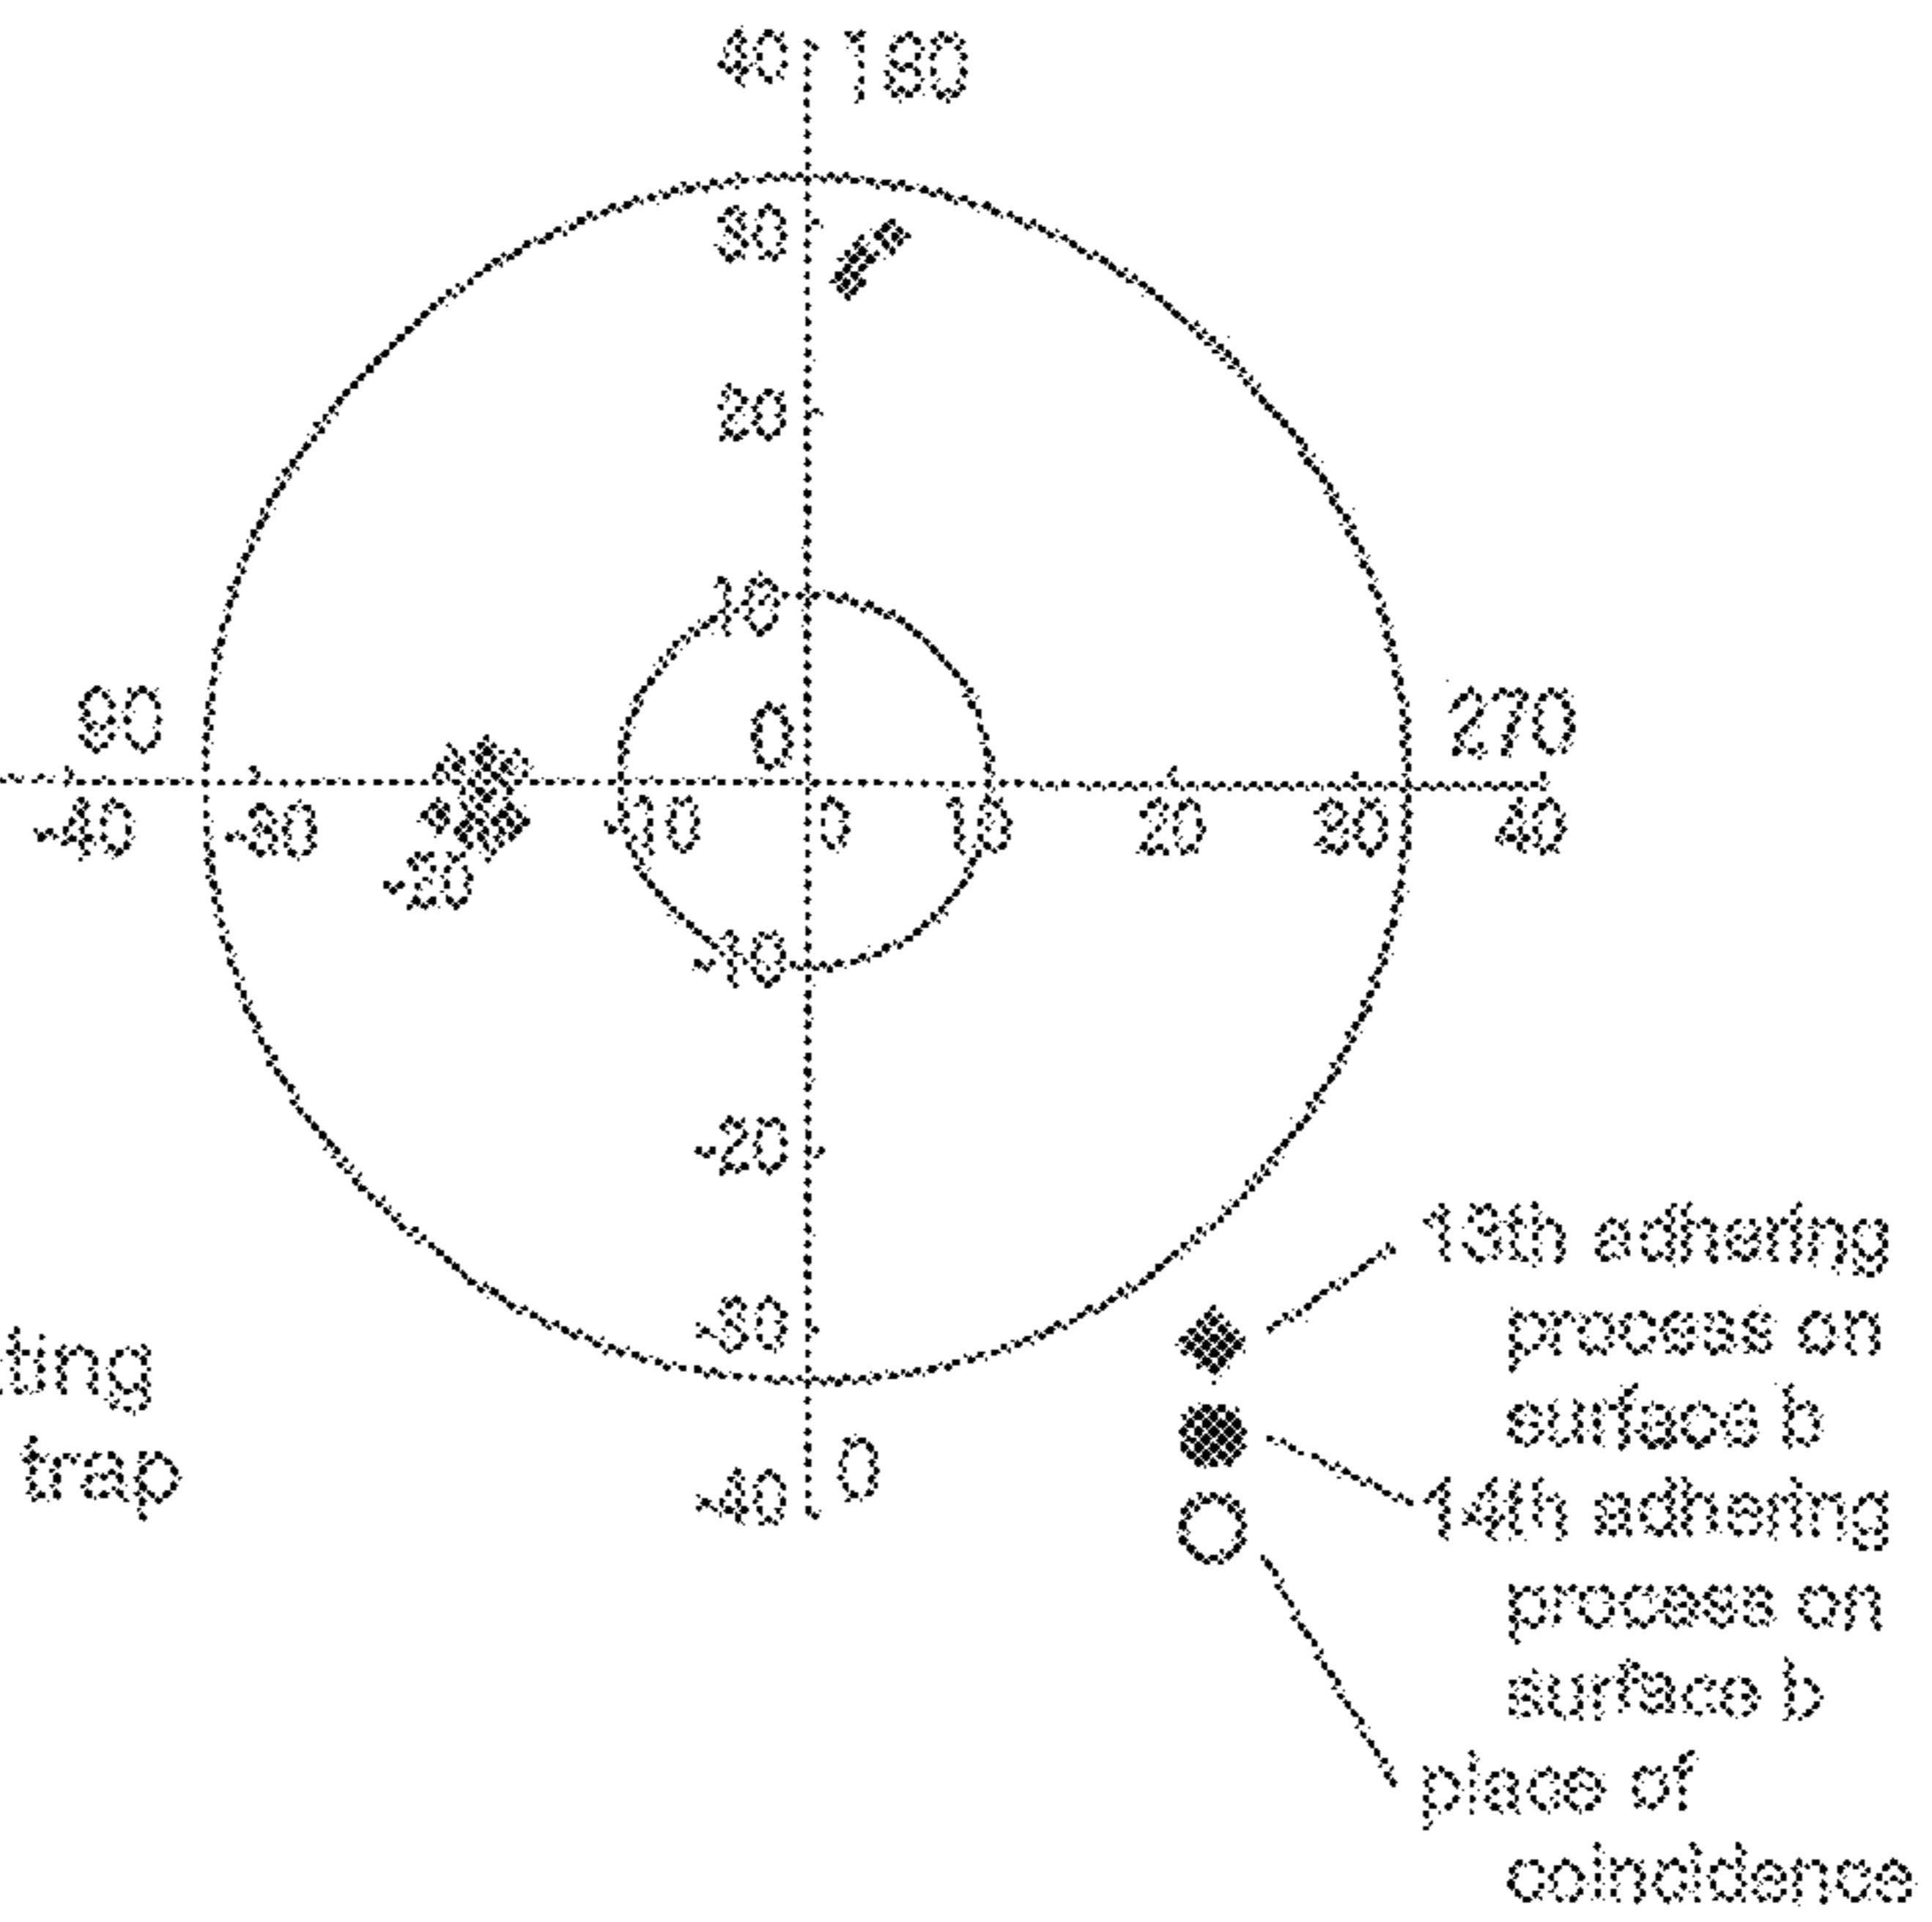 40 180
30
20
10
90
270
0
-40 -30 -10 0 10 20 30 40
-20
-10
-20
13th adhering
process on
-30
ting
surface b
0
trap
-40
14th adhering
process on
surface b
place of
coincidence